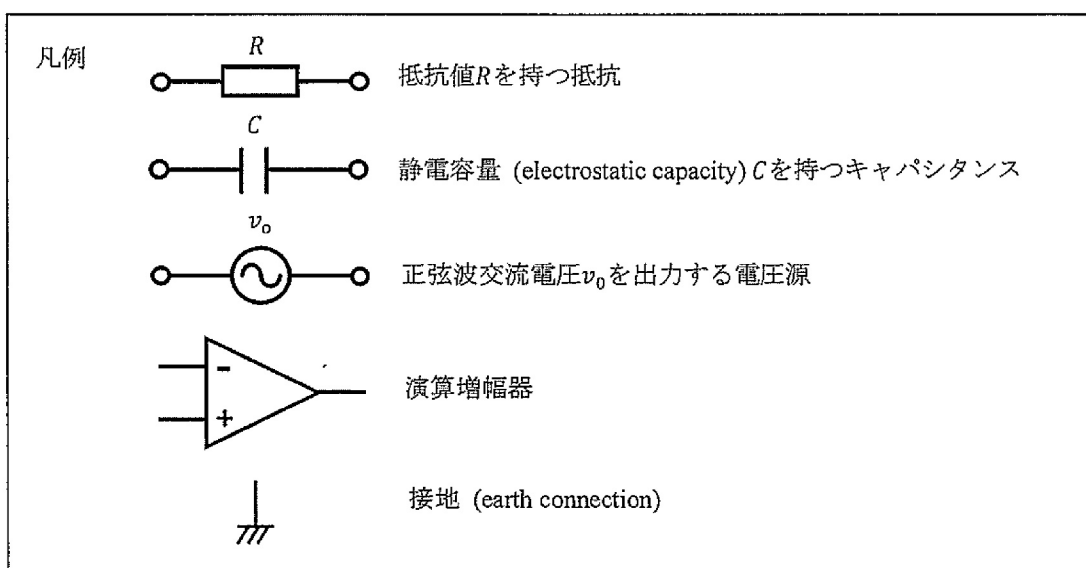 凡例
R
抵抗値Rを持つ抵抗
C
静電容量 (electrostatic capacity) Cを持つキャパシタンス
v₀
正弦波交流電圧v₀を出力する電圧源
-
+
演算増幅器
接地 (earth connection)